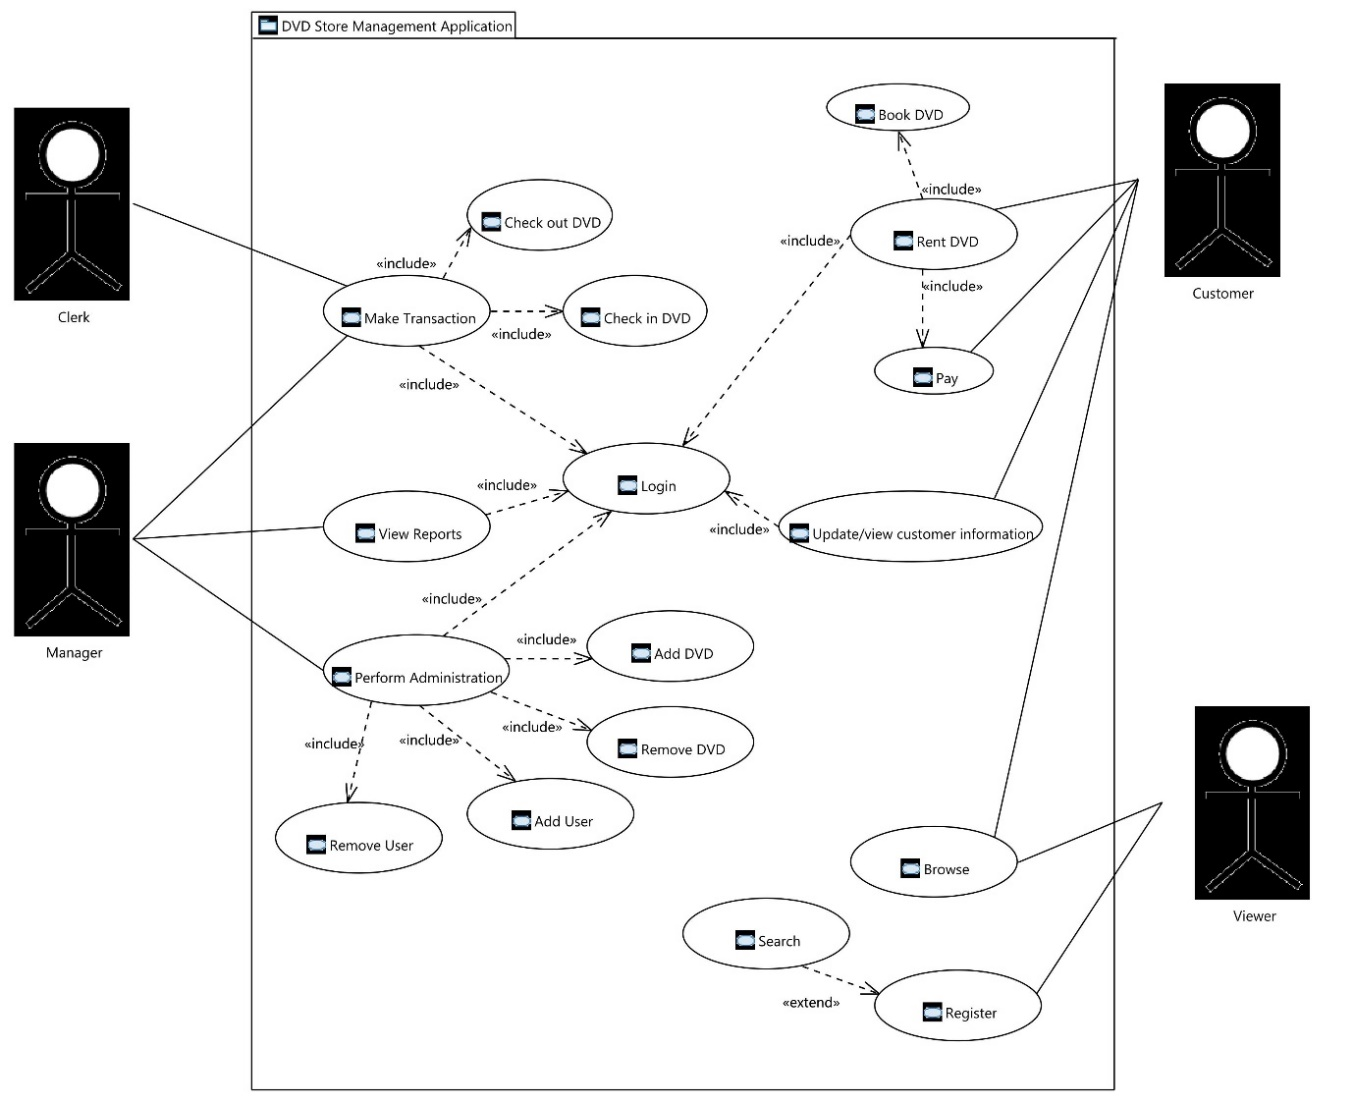 DVD Store Management Application
Book DVD
«include»
Check out DVD
Rent DVD
«include»
«include»
«include»
Customer
Clerk
Make Transaction
Check in DVD
«include»
Pay
«include»
Login
«include»
View Reports
«include»
Update/view customer information
«include»
Manager
«include»
Add DVD
Perform Administration
«include»
«include»
«include»
Remove DVD
Add User
Remove User
Browse
Viewer
Search
«extend»
Register